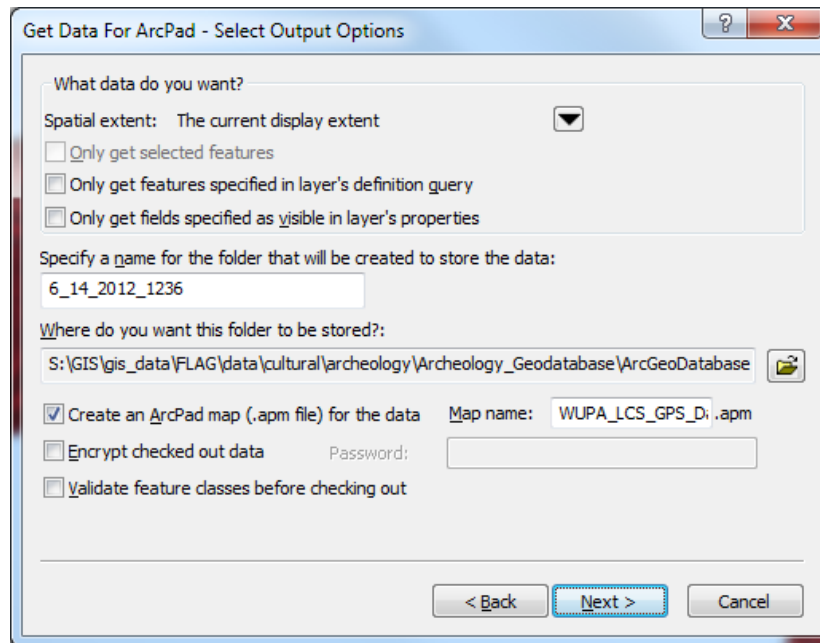 Get Data For ArcPad - Select Output Options
What data do you want?
Spatial extent: The current display extent
Only get selected features
Only get features specified in layer's definition query
Only get fields specified as visible in layer's properties
Specify a name for the folder that will be created to store the data:
6_14_2012_1236
Where do you want this folder to be stored?:
S:\GIS\gis_data\FLAG\data\cultural\archeology\Archeology_Geodatabase\ArcGeoDatabase
Create an ArcPad map (.apm file) for the data Map name: WUPA_LCS_GPS_Da .apm
Encrypt checked out data Password:
Validate feature classes before checking out
< Back Next > Cancel